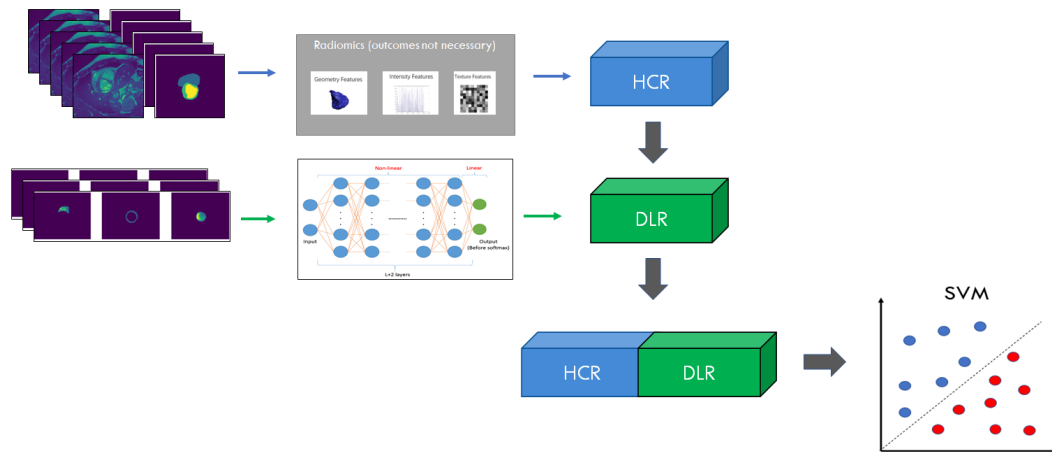 Radiomics (outcomes not necessary)
Geometry Features
Intensity Features
Texture Features
HCR
Non-linear
Linear
Input
Output
(Before softmax)
L+2 layers
DLR
HCR
DLR
SVM